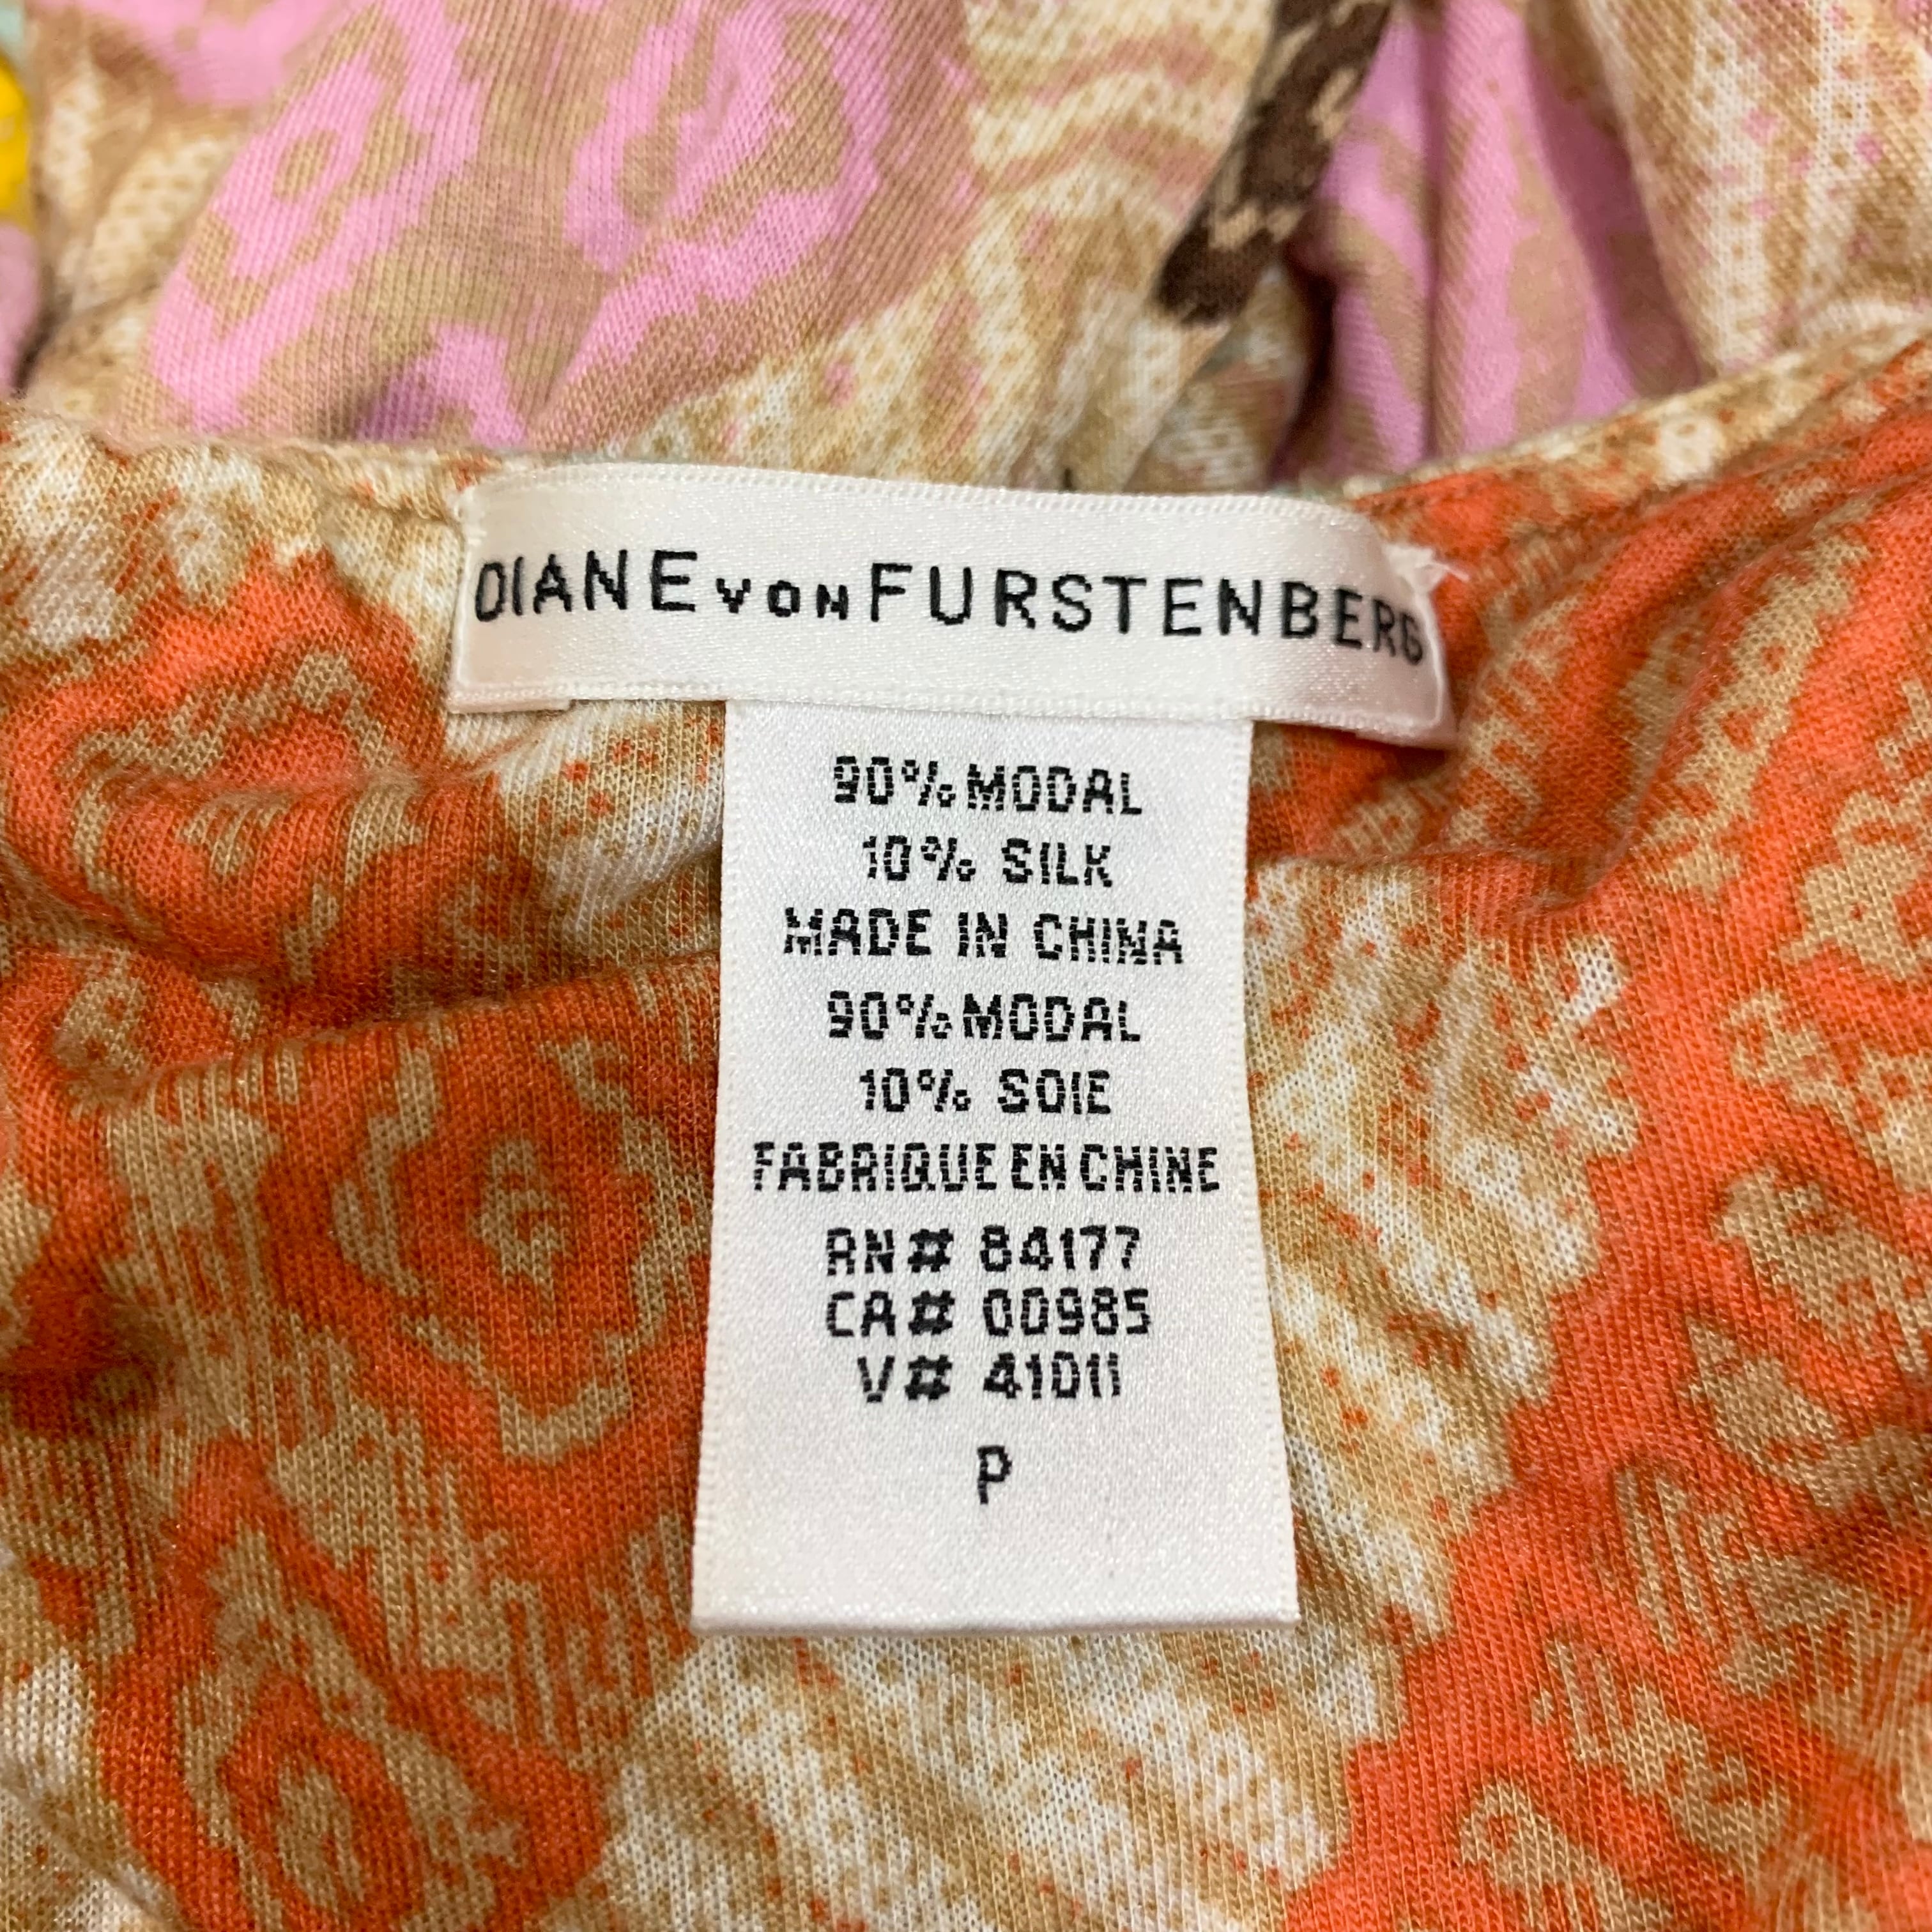 DIANE VON FURSTENBERG
90% MODAL
10% SILK
MADE IN CHINA
90% MODAL
10% SOIE
FABRIQUE EN CHINE
RN# 84177
CA# 00985
V# 41011
P